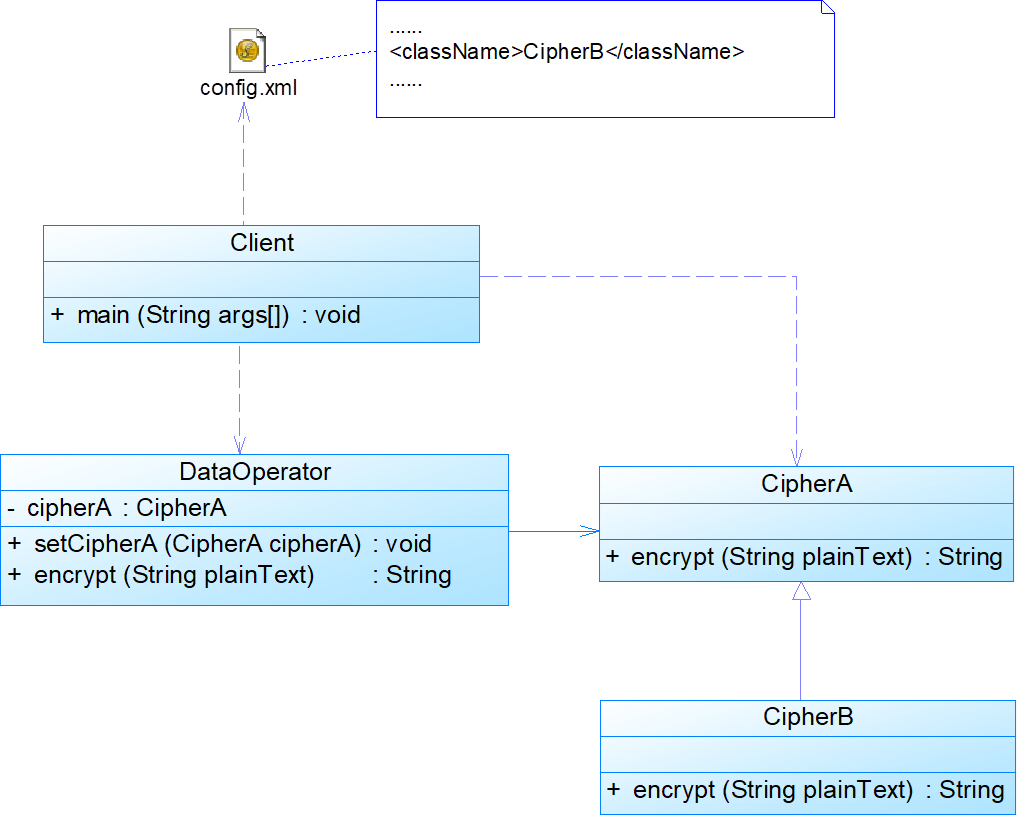 ......
<className>CipherB</className>
......
config.xml
Client
+ main (String args[]) : void
DataOperator
- cipherA : CipherA
+ setCipherA (CipherA cipherA) : void
+ encrypt (String plainText) : String
CipherA
+ encrypt (String plainText) : String
CipherB
+ encrypt (String plainText) : String